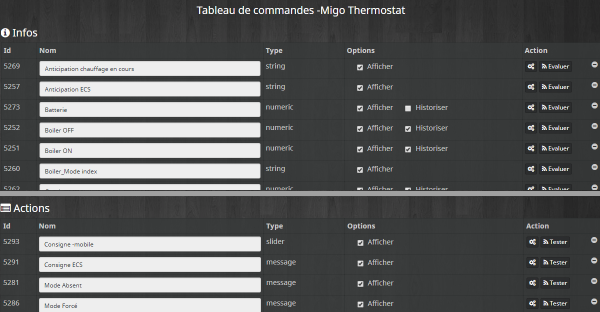 Tableau de commandes -Migo Thermostat
Infos
Id Nom Type Options Action
5269 Anticipation chauffage en cours string Afficher Evaluer
5257 Anticipation ECS string Afficher Evaluer
5273 Batterie numeric Afficher Historiser Evaluer
5252 Boiler OFF numeric Afficher Historiser Evaluer
5251 Boiler ON numeric Afficher Historiser Evaluer
5260 Boiler_Mode index string Afficher Evaluer
5262 numeric Afficher Historiser Evaluer
Actions
Id Nom Type Options Action
5293 Consigne -mobile slider Afficher Tester
5291 Consigne ECS message Afficher Tester
5281 Mode Absent message Afficher Tester
5286 Mode Forcé message Afficher Tester